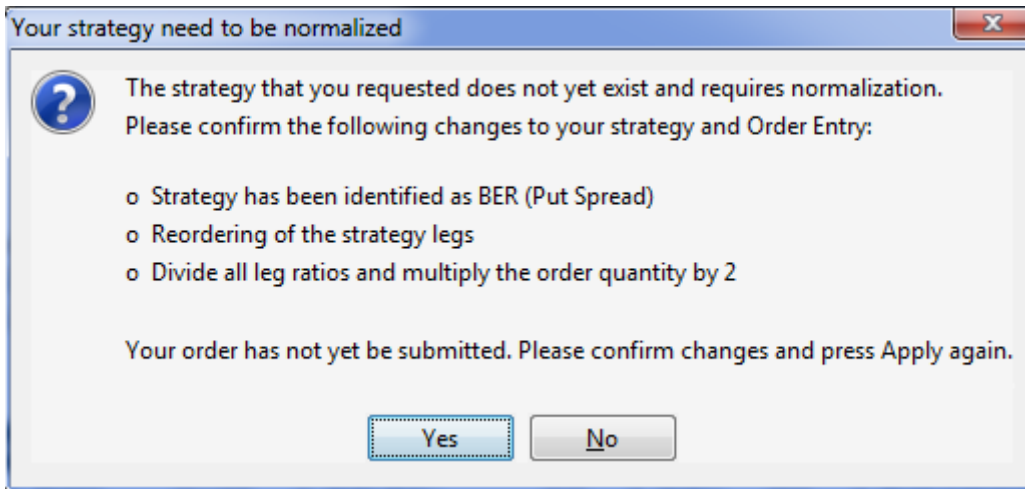 Your strategy need to be normalized
The strategy that you requested does not yet exist and requires normalization.
Please confirm the following changes to your strategy and Order Entry:
o Strategy has been identified as BER (Put Spread)
o Reordering of the strategy legs
o Divide all leg ratios and multiply the order quantity by 2
Your order has not yet be submitted. Please confirm changes and press Apply again.
Yes No